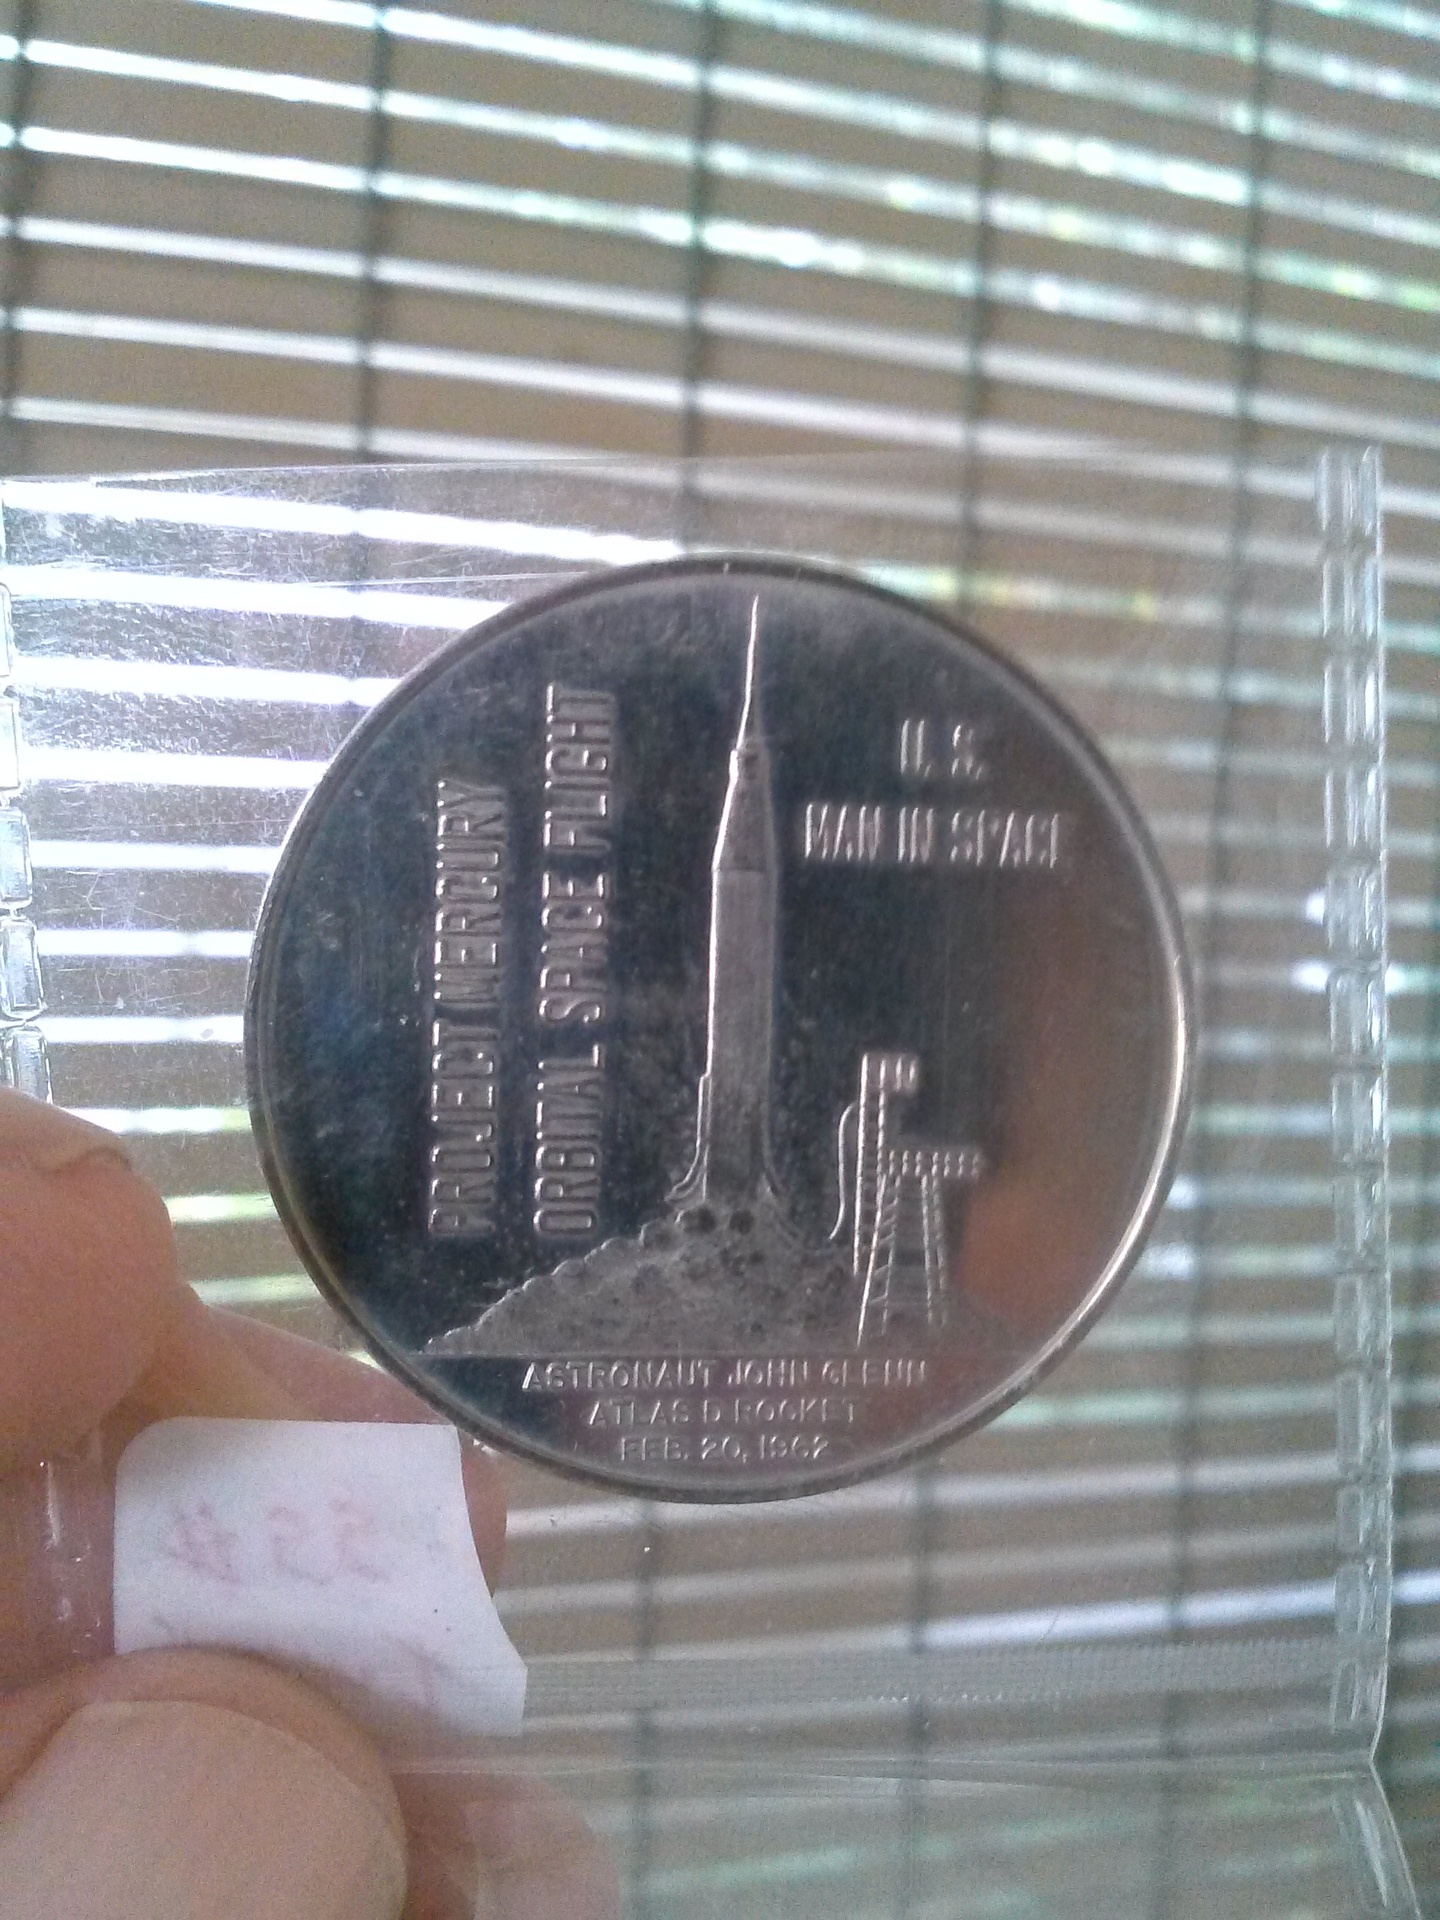 PROJECT MERCURY
ORBITAL SPACE FLIGHT
U.S.
MAN IN SPACE
ASTRONAUT JOHN GLENN
ATLAS D ROCKET
FEB. 20, 1962